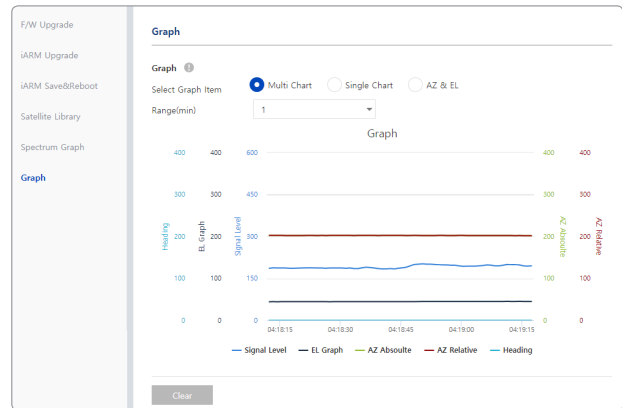 F/W Upgrade
iARM Upgrade
iARM Save&Reboot
Satellite Library
Spectrum Graph
Graph
Graph
Graph
Select Graph Item Multi Chart Single Chart AZ & EL
Range(min) 1
Graph
400 400 600 400 400
300 300 450 300 300
200 200 300 200 200
100 100 150 100 100
0 0 0 0 0
Heading
EL Graph
Signal Level
AZ Absoulte
AZ Relative
04:18:15 04:18:30 04:18:45 04:19:00 04:19:15
Signal Level EL Graph AZ Absoulte AZ Relative Heading
Clear